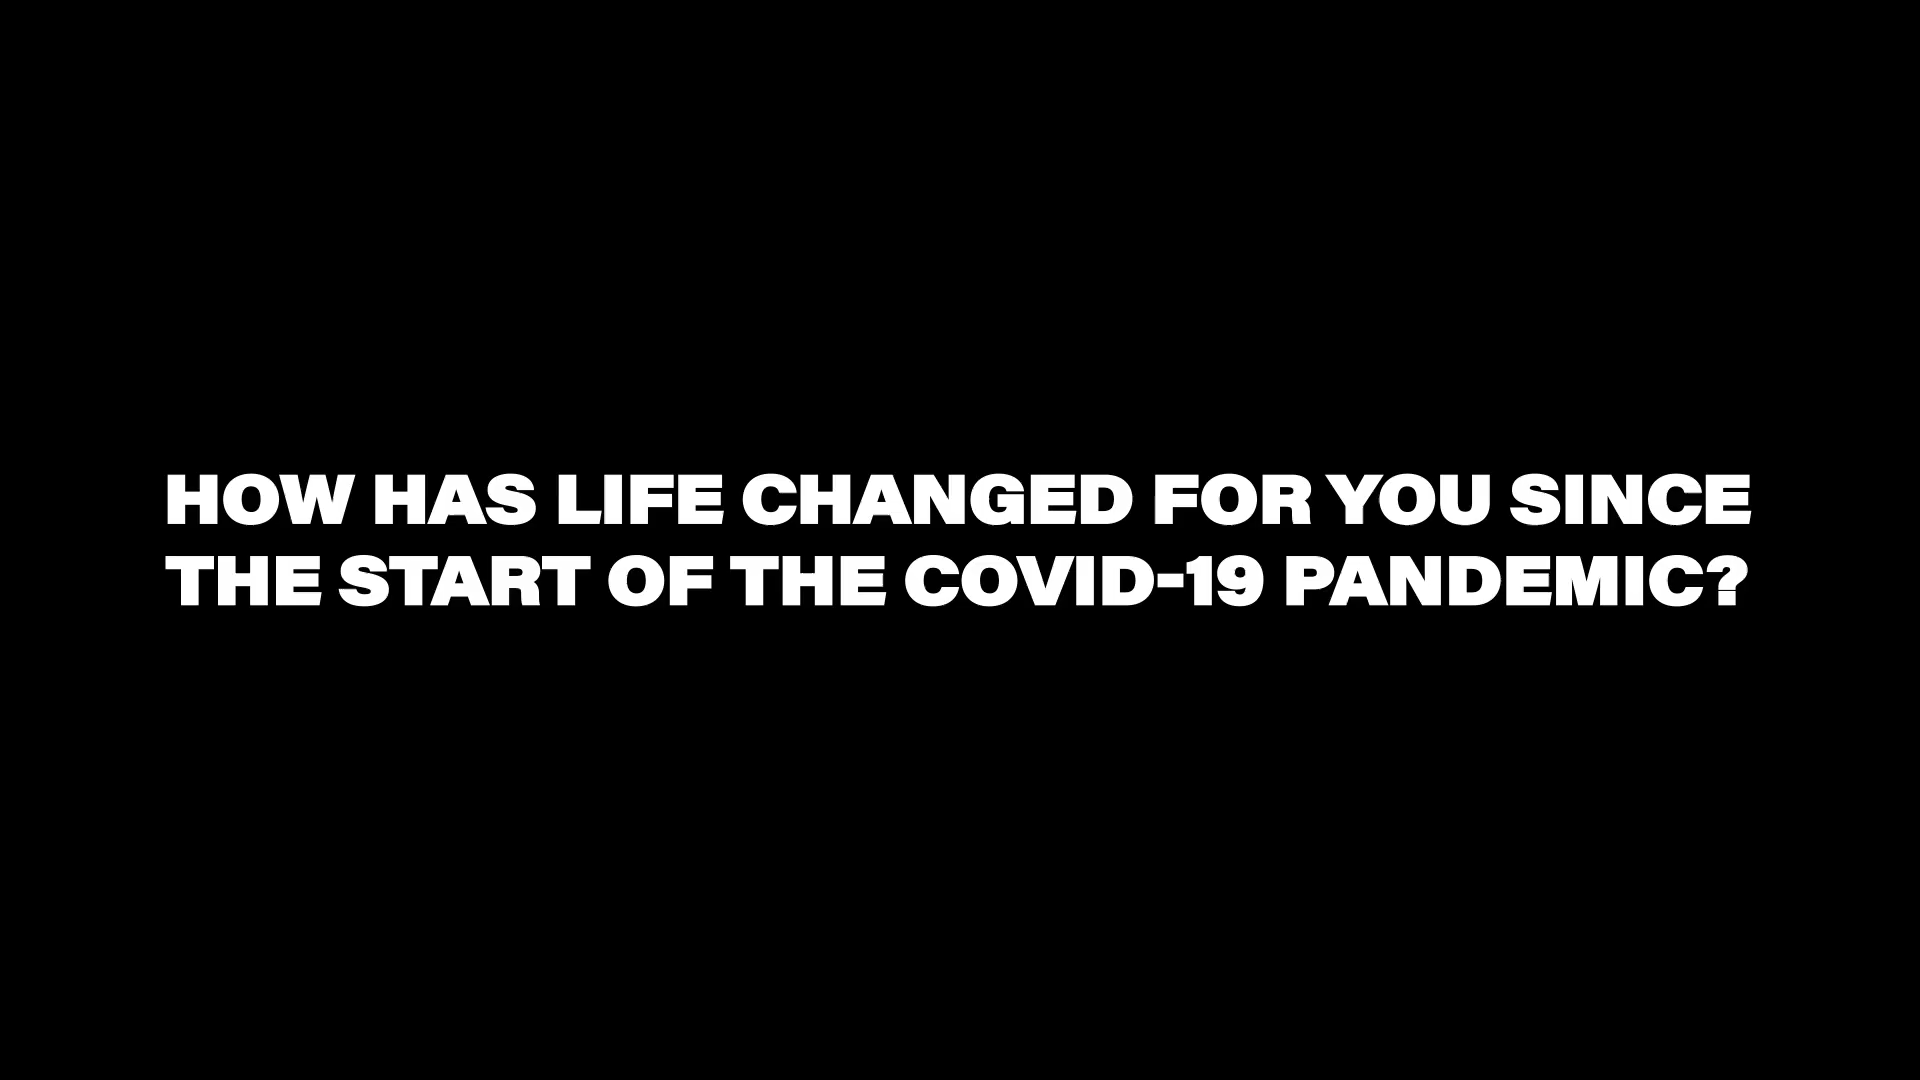 HOW HAS LIFE CHANGED FOR YOU SINCE
THE START OF THE COVID-19 PANDEMIC?